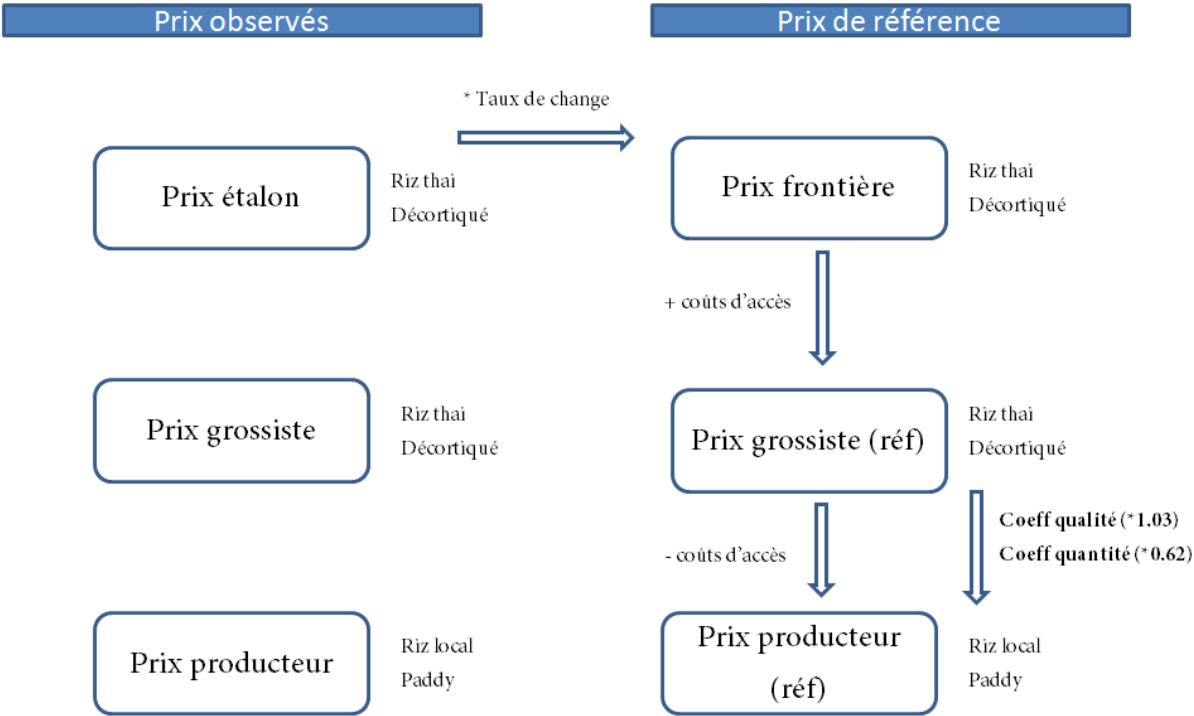 Prix observés
Prix de référence
* Taux de change
Prix étalon
Riz thai
Décortiqué
Prix frontière
Riz thai
Décortiqué
+ coûts d'accès
Prix grossiste
Riz thai
Décortiqué
Prix grossiste (réf)
Riz thai
Décortiqué
- coûts d'accès
Coeff qualité (*1.03)
Coeff quantité (*0.62)
Prix producteur
Riz local
Paddy
Prix producteur
(réf)
Riz local
Paddy